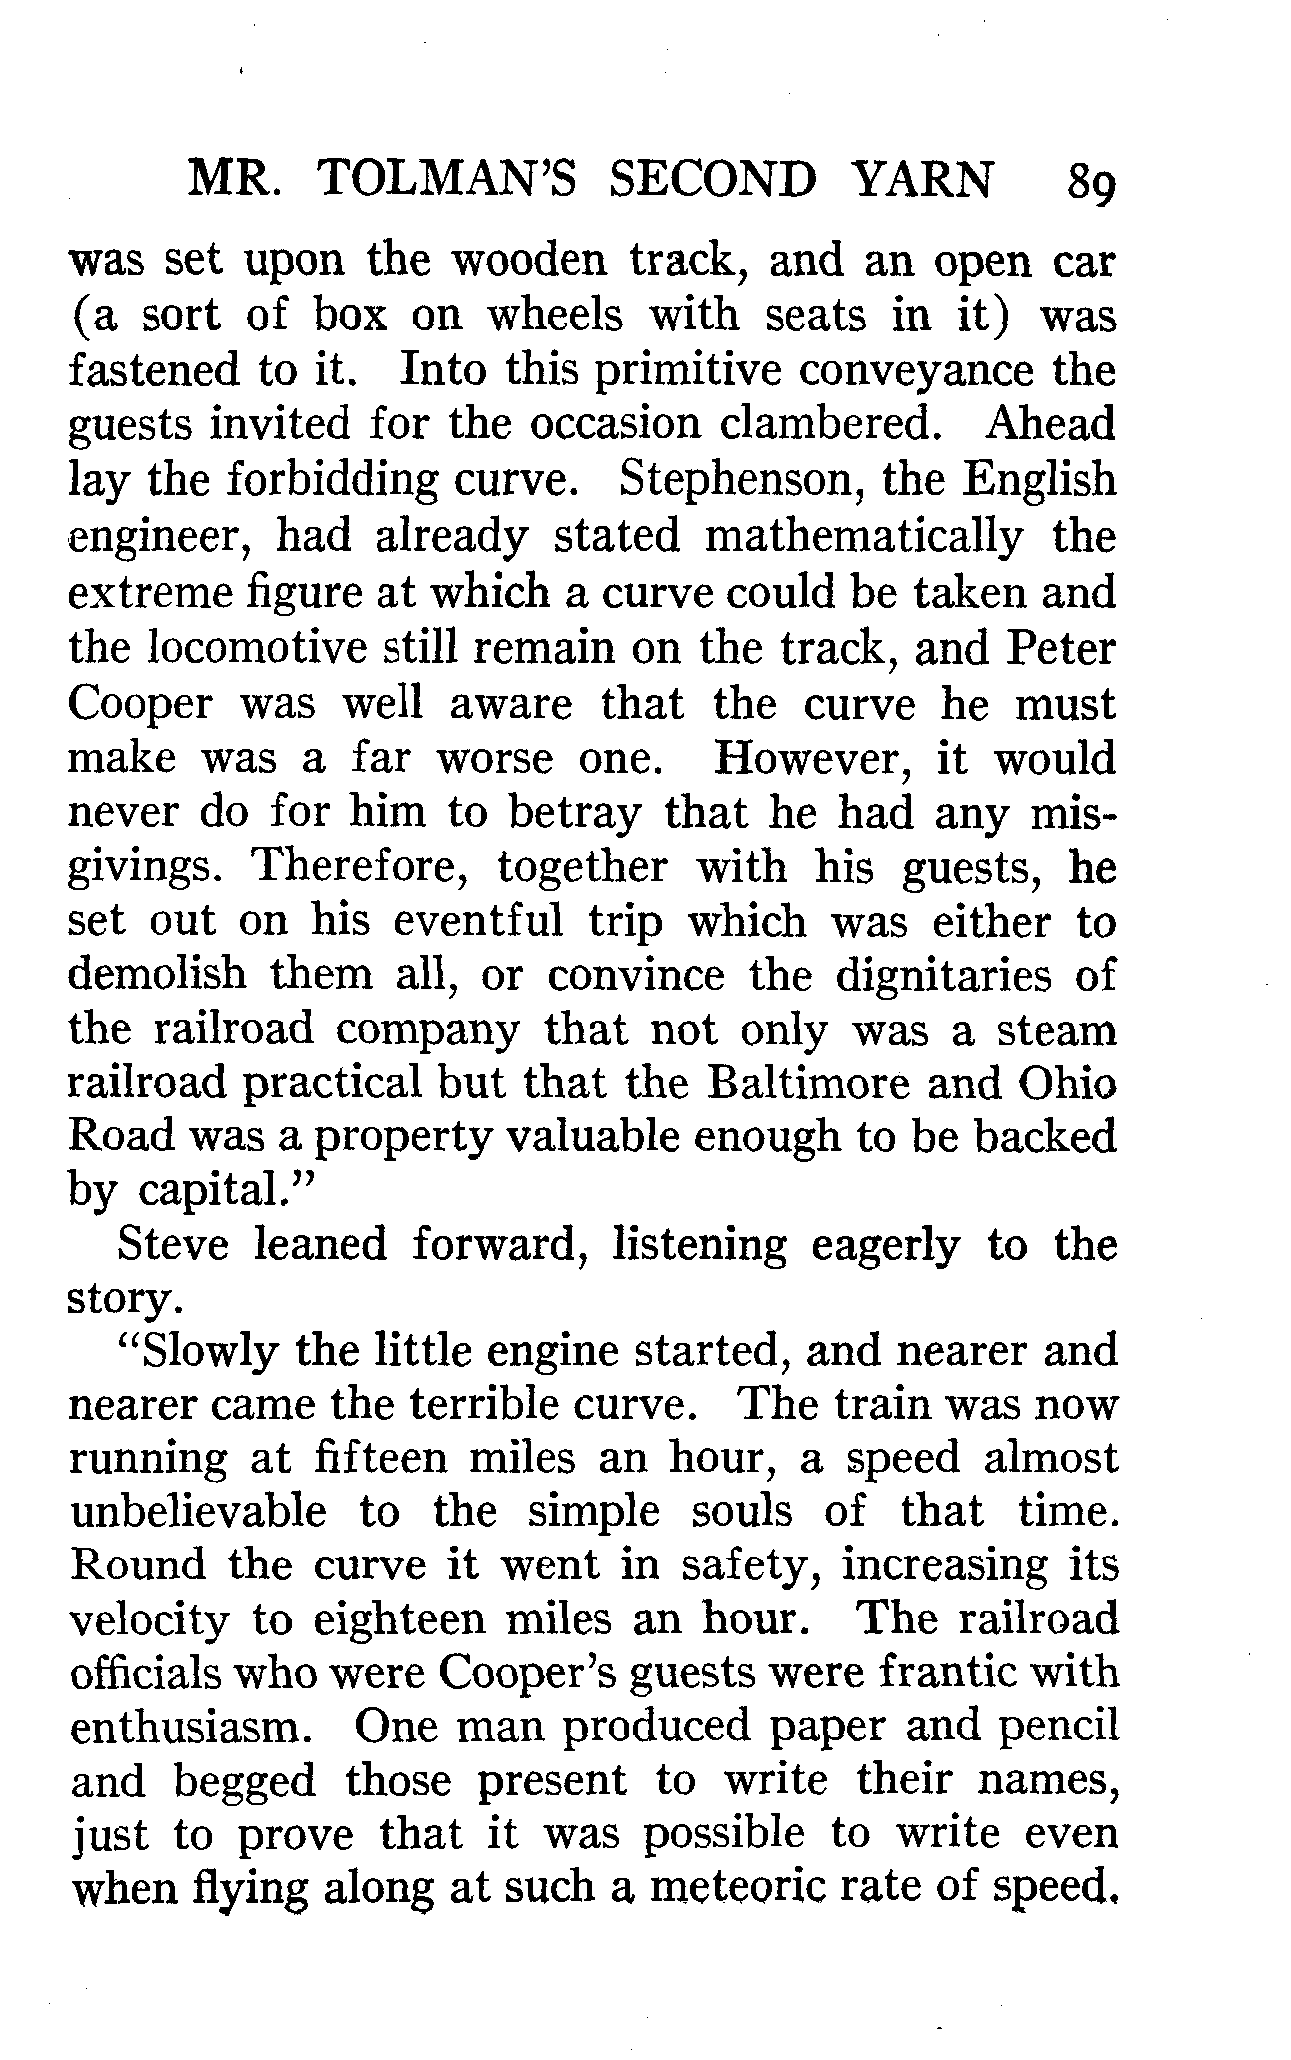 MR. TOLMAN'S SECOND YARN 89
was set upon the wooden track, and an open car
(a sort of box on wheels with seats in it) was
fastened to it. Into this primitive conveyance the
guests invited for the occasion clambered. Ahead
lay the forbidding curve. Stephenson, the English
engineer, had already stated mathematically the
extreme figure at which a curve could be taken and
the locomotive still remain on the track, and Peter
Cooper was well aware that the curve he must
make was a far worse one. However, it would
never do for him to betray that he had any mis-
givings. Therefore, together with his guests, he
set out on his eventful trip which was either to
demolish them all, or convince the dignitaries of
the railroad company that not only was a steam
railroad practical but that the Baltimore and Ohio
Road was a property valuable enough to be backed
by capital."
Steve leaned forward, listening eagerly to the
story.
"Slowly the little engine started, and nearer and
nearer came the terrible curve. The train was now
running at fifteen miles an hour, a speed almost
unbelievable to the simple souls of that time.
Round the curve it went in safety, increasing its
velocity to eighteen miles an hour. The railroad
officials who were Cooper's guests were frantic with
enthusiasm. One man produced paper and pencil
and begged those present to write their names,
just to prove that it was possible to write even
when flying along at such a meteoric rate of speed.